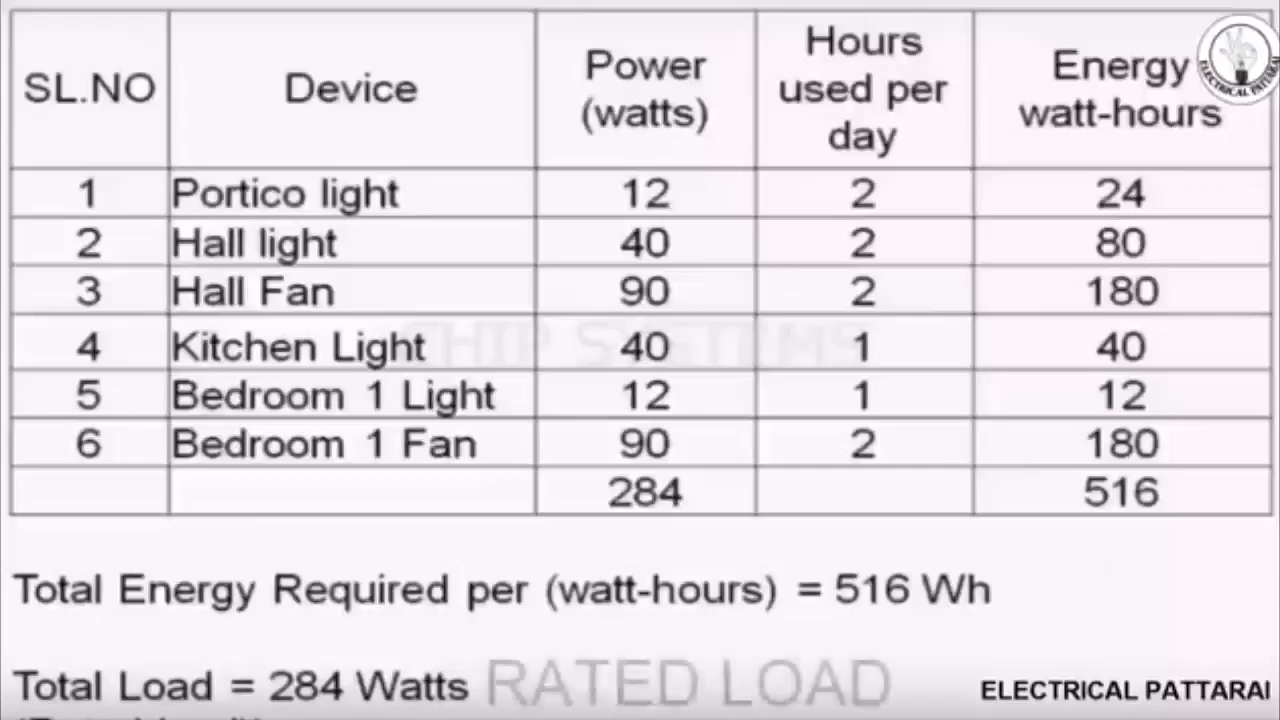 SL.NO Device Power (watts) Hours used per day Energy watt-hours
1 Portico light 12 2 24
2 Hall light 40 2 80
3 Hall Fan 90 2 180
4 Kitchen Light 40 1 40
5 Bedroom 1 Light 12 1 12
6 Bedroom 1 Fan 90 2 180
284 516
Total Energy Required per (watt-hours) = 516 Wh
Total Load = 284 Watts RATED LOAD
ELECTRICAL PATTARAI